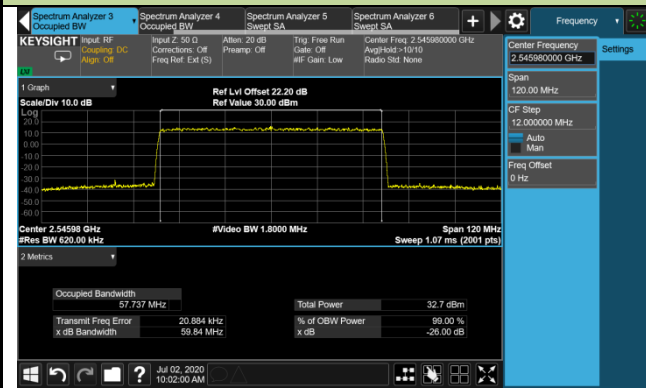 Spectrum Analyzer 3
Occupied BW
Spectrum Analyzer 4
Occupied BW
Spectrum Analyzer 5
Swept SA
Spectrum Analyzer 6
Swept SA
+
Frequency
KEYSIGHT
Input: RF
Coupling: DC
Align: Off
Input Z: 50 Ω
Corrections: Off
Freq Ref: Ext (S)
Atten: 20 dB
Preamp: Off
Trig: Free Run
Gate: Off
#IF Gain: Low
Center Freq: 2.545980000 GHz
Avg|Hold:>10/10
Radio Std: None
Center Frequency
2.545980000 GHz
Settings
Span
120.00 MHz
CF Step
12.000000 MHz
Auto
Man
Freq Offset
0 Hz
1 Graph
Scale/Div 10.0 dB
Ref Lvl Offset 22.20 dB
Ref Value 30.00 dBm
Log
20.0
10.0
0.00
-10.0
-20.0
-30.0
-40.0
-50.0
-60.0
Center 2.54598 GHz
#Res BW 620.00 kHz
#Video BW 1.8000 MHz
Span 120 MHz
Sweep 1.07 ms (2001 pts)
2 Metrics
Occupied Bandwidth
57.737 MHz
Total Power 32.7 dBm
Transmit Freq Error 20.884 kHz
% of OBW Power 99.00 %
x dB Bandwidth 59.84 MHz
x dB -26.00 dB
?
Jul 02, 2020
10:02:00 AM